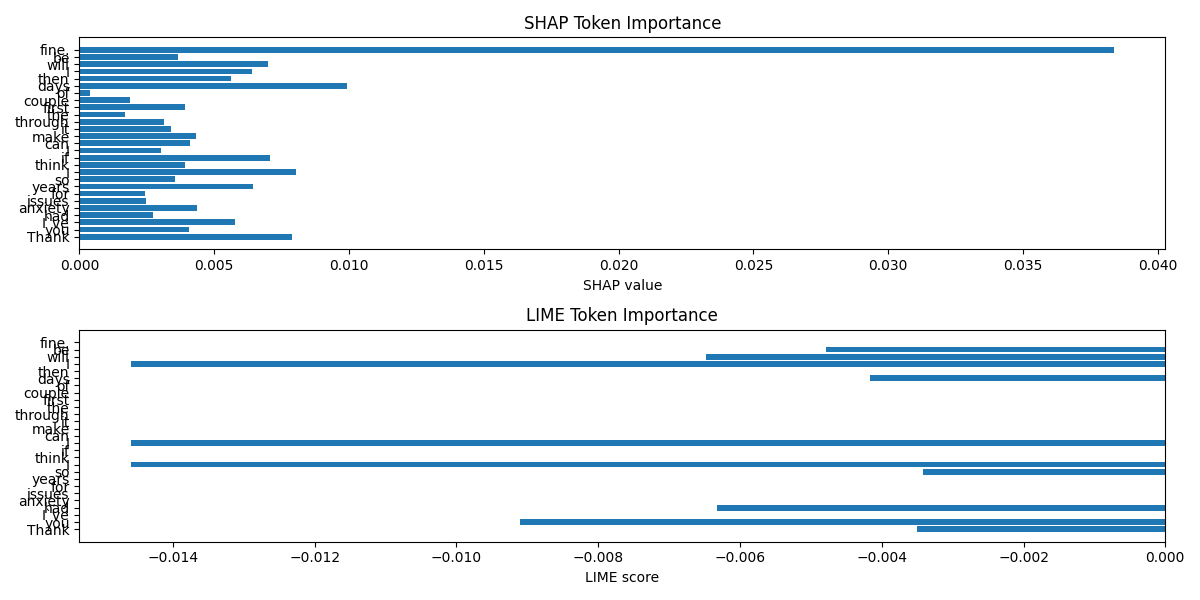 SHAP Token Importance
fine.
be
will
I
then
days
of
couple
first
the
through
it
make
can
I
if
think
I
so
years
for
issues
anxiety
had
I've
you
Thank
0.000 0.005 0.010 0.015 0.020 0.025 0.030 0.035 0.040
SHAP value
LIME Token Importance
fine.
be
will
I
then
days
of
couple
first
the
through
it
make
can
I
if
think
I
so
years
for
issues
anxiety
had
I've
you
Thank
−0.014 −0.012 −0.010 −0.008 −0.006 −0.004 −0.002 0.000
LIME score